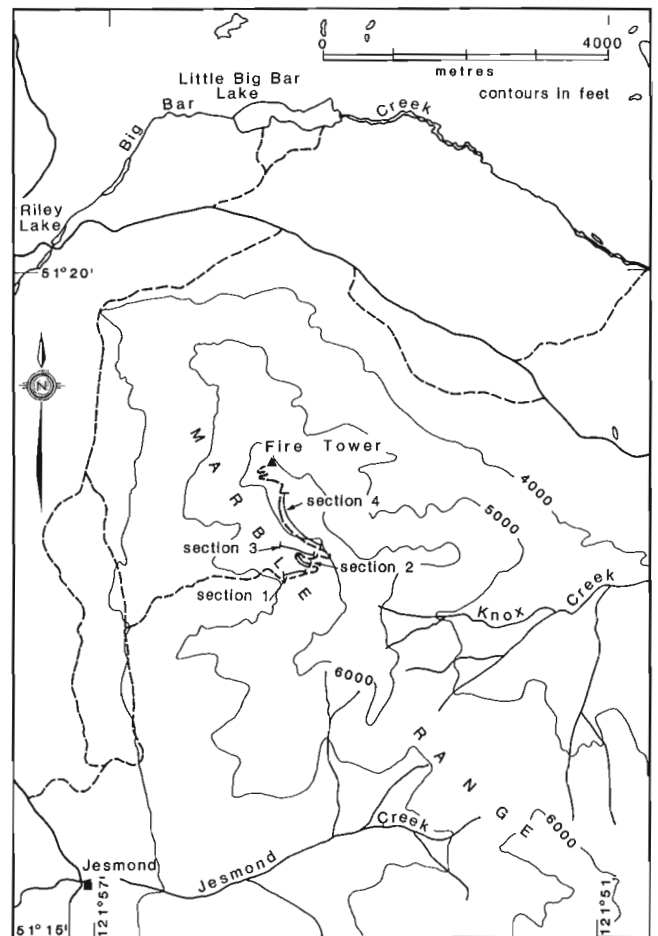 0 4000
metres
contours in feet
Little Big Bar
Lake
Big Bar Creek
Riley
Lake
51°20'
N
MARBLE
Fire Tower
section 4
4000
5000
section 3
section 2
section 1
Knox Creek
6000
RANGE
6000
Jesmond Creek
Jesmond
51°15'
121°57'
121°51'